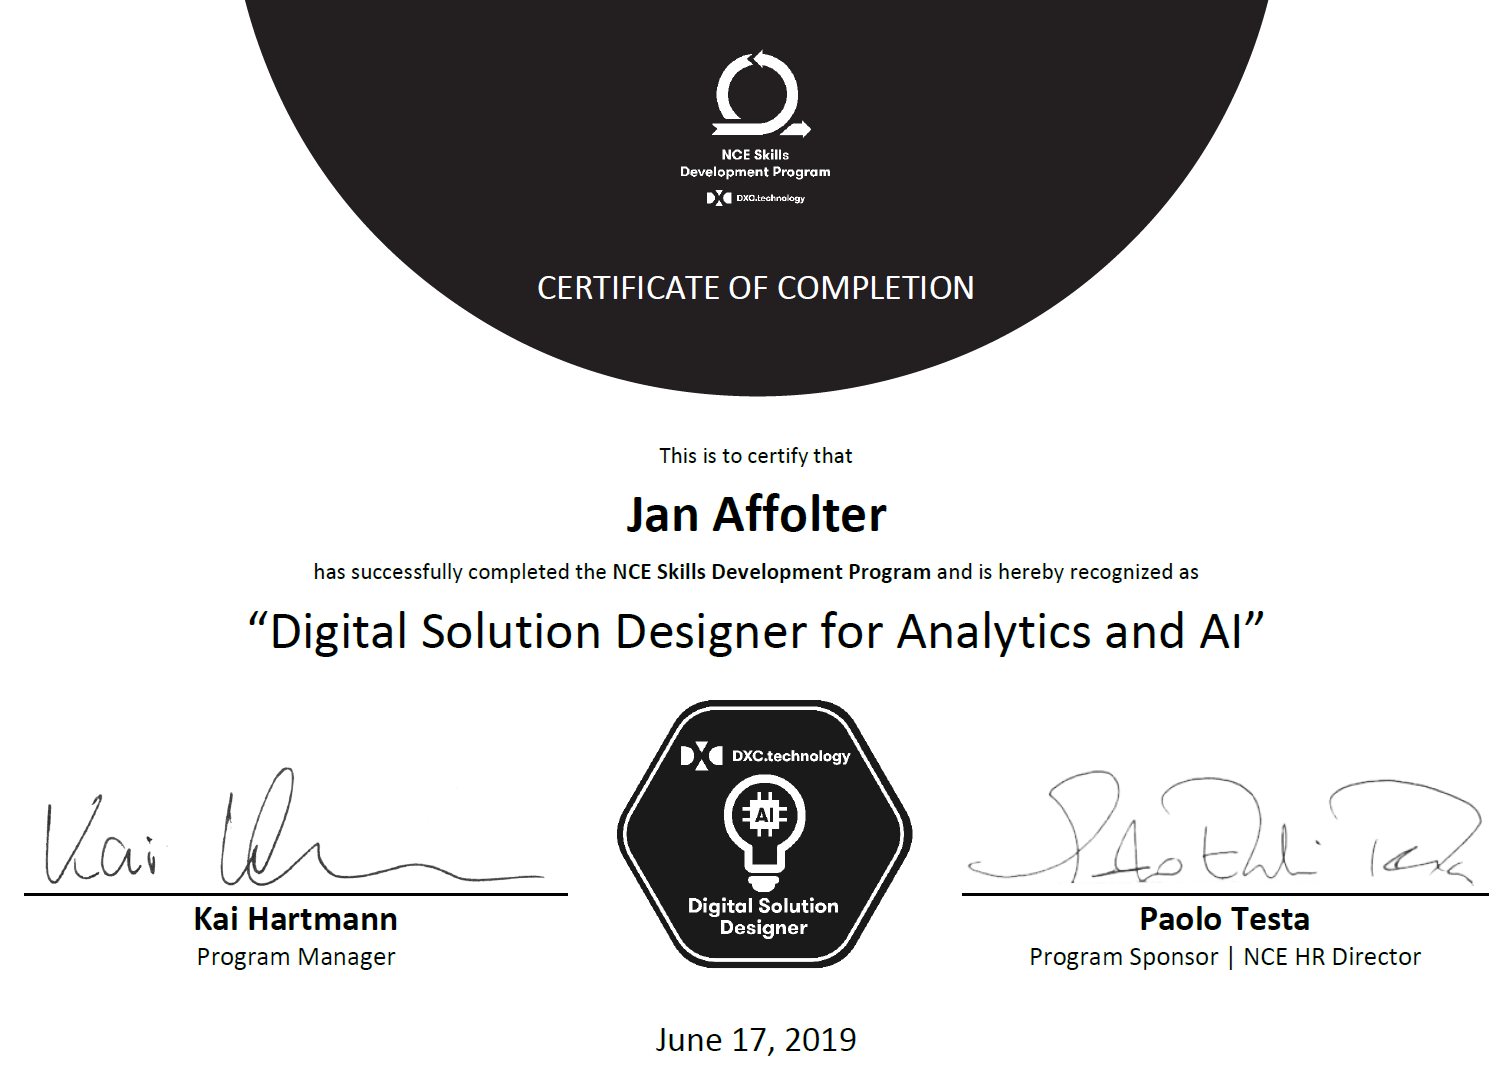 NCE Skills
Development Program
DXC.technology
CERTIFICATE OF COMPLETION
This is to certify that
Jan Affolter
has successfully completed the NCE Skills Development Program and is hereby recognized as
“Digital Solution Designer for Analytics and AI”
DXC.technology
AI
Digital Solution
Designer
Kai Hartmann
Program Manager
Paolo Testa
Program Sponsor | NCE HR Director
June 17, 2019